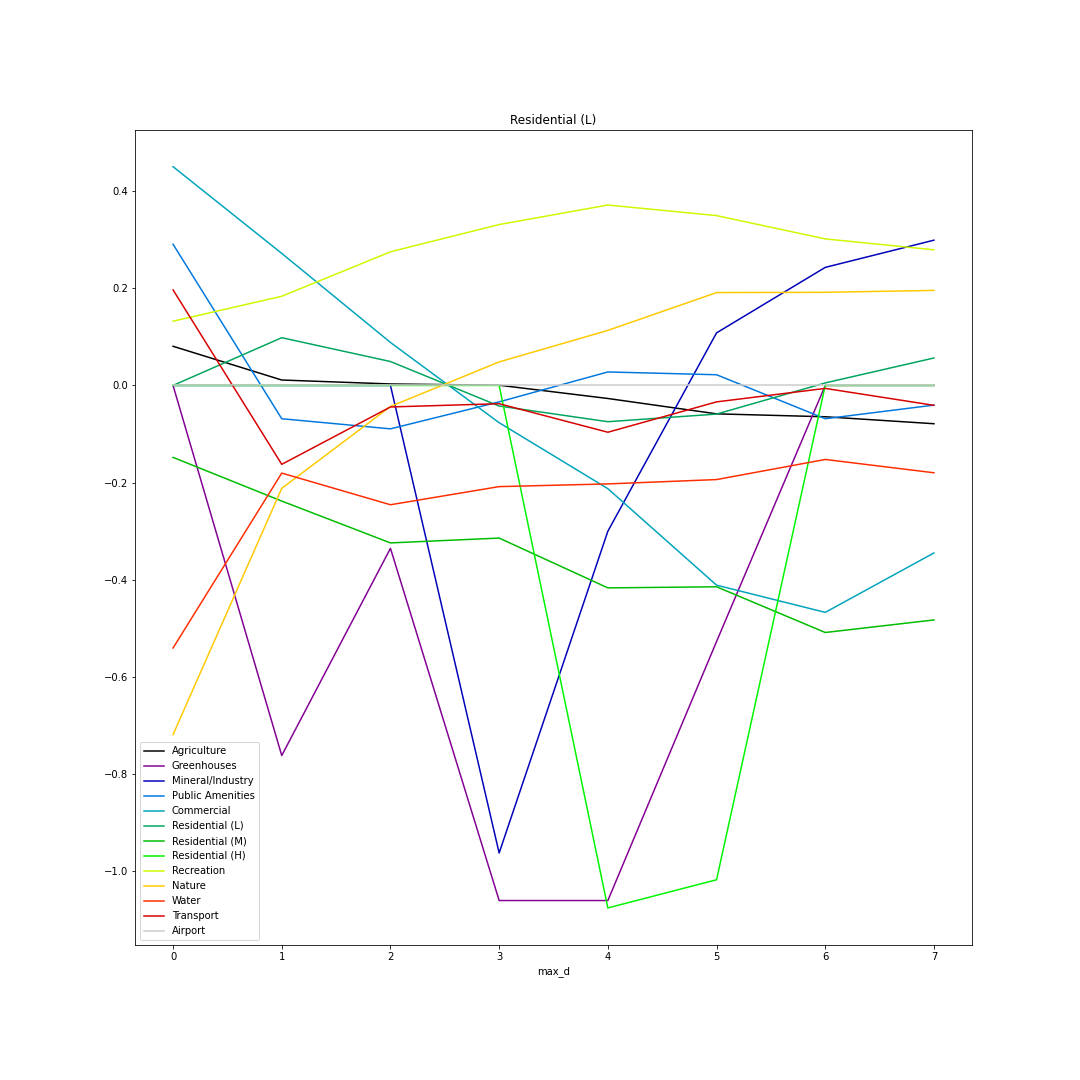 Residential (L)
0.4
0.2
0.0
−0.2
−0.4
−0.6
−0.8
−1.0
Agriculture
Greenhouses
Mineral/Industry
Public Amenities
Commercial
Residential (L)
Residential (M)
Residential (H)
Recreation
Nature
Water
Transport
Airport
0 1 2 3 4 5 6 7
max_d